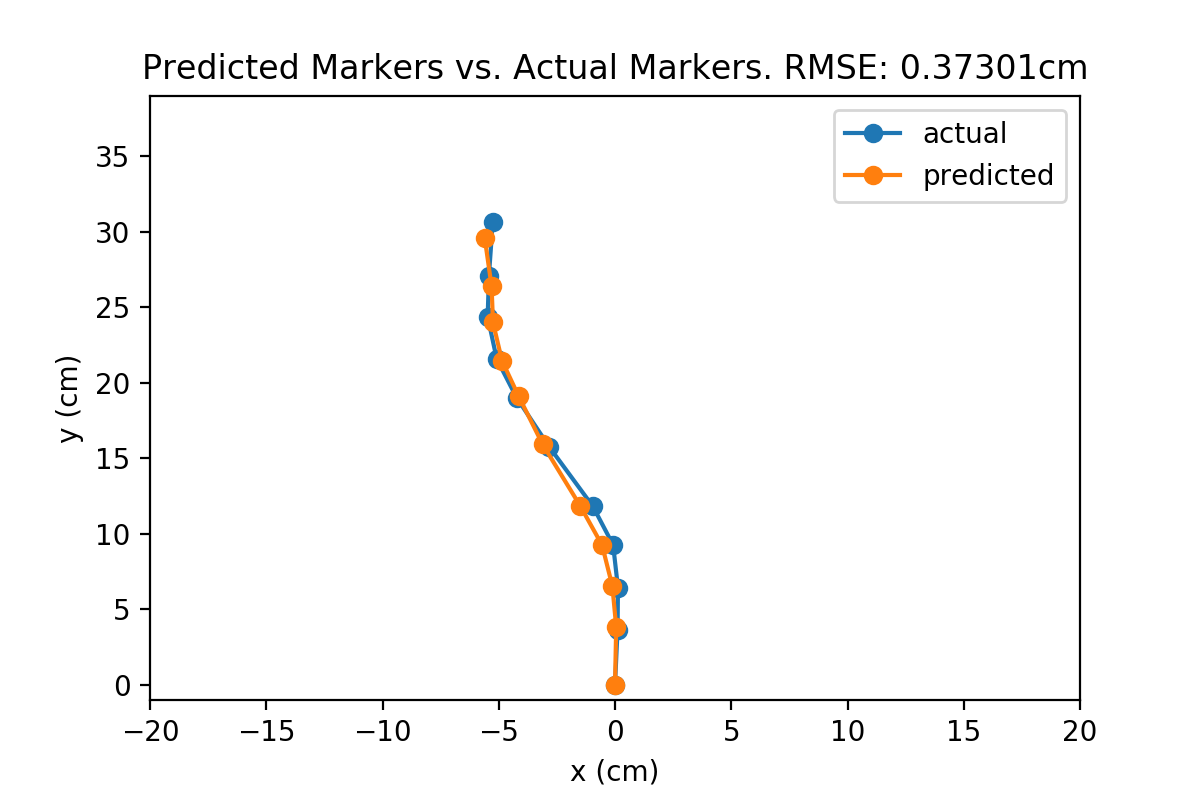 Predicted Markers vs. Actual Markers. RMSE: 0.37301cm
actual
predicted
35
30
25
20
15
10
5
0
y (cm)
−20 −15 −10 −5 0 5 10 15 20
x (cm)